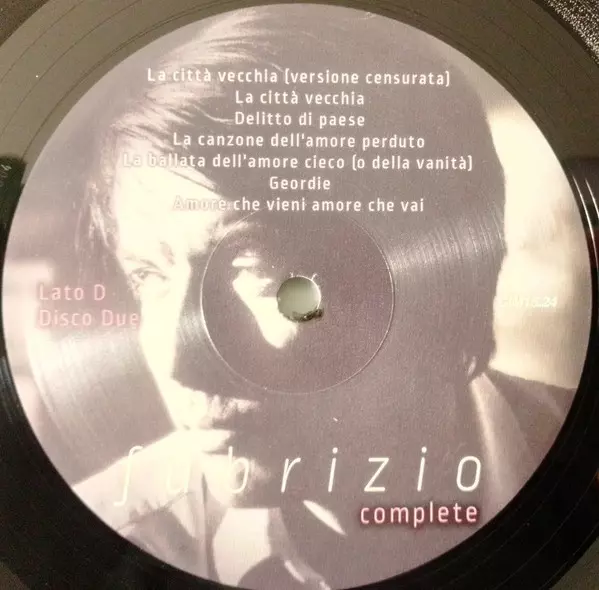 La città vecchia (versione censurata)
La città vecchia
Delitto di paese
La canzone dell'amore perduto
La ballata dell'amore cieco (o della vanità)
Geordie
Amore che vieni amore che vai
Lato D
Disco Due
fabrizio
complete